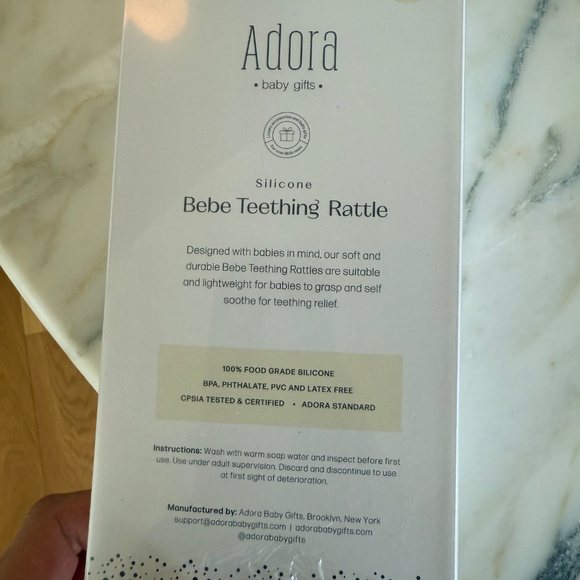 Adora
• baby gifts •
Silicone
Bebe Teething Rattle
Designed with babies in mind, our soft and
durable Bebe Teething Rattles are suitable
and lightweight for babies to grasp and self
soothe for teething relief.
100% FOOD GRADE SILICONE
BPA, PHTHALATE, PVC AND LATEX FREE
CPSIA TESTED & CERTIFIED • ADORA STANDARD
Instructions: Wash with warm soap water and inspect before first
use. Use under adult supervision. Discard and discontinue to use
at first sight of deterioration.
Manufactured by: Adora Baby Gifts, Brooklyn, New York
support@adorababygifts.com | adorababygifts.com
@adorababygifts